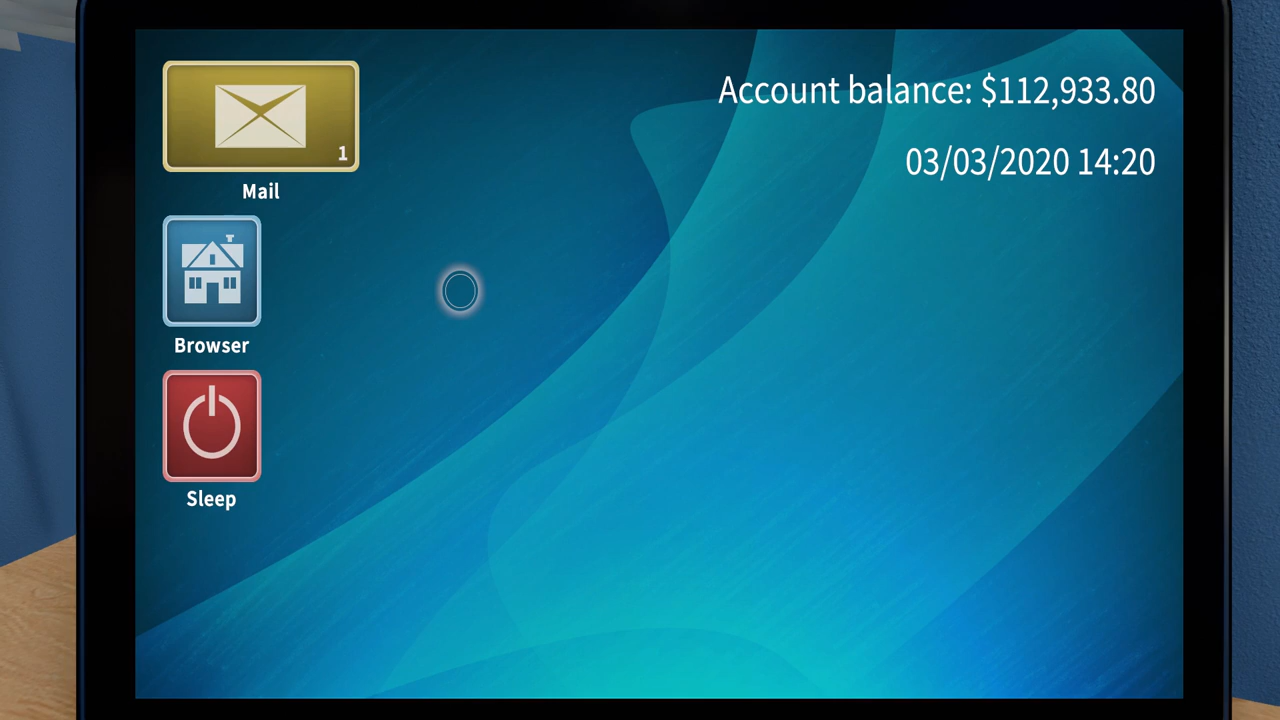 Account balance: $112,933.80
03/03/2020 14:20
1
Mail
Browser
Sleep